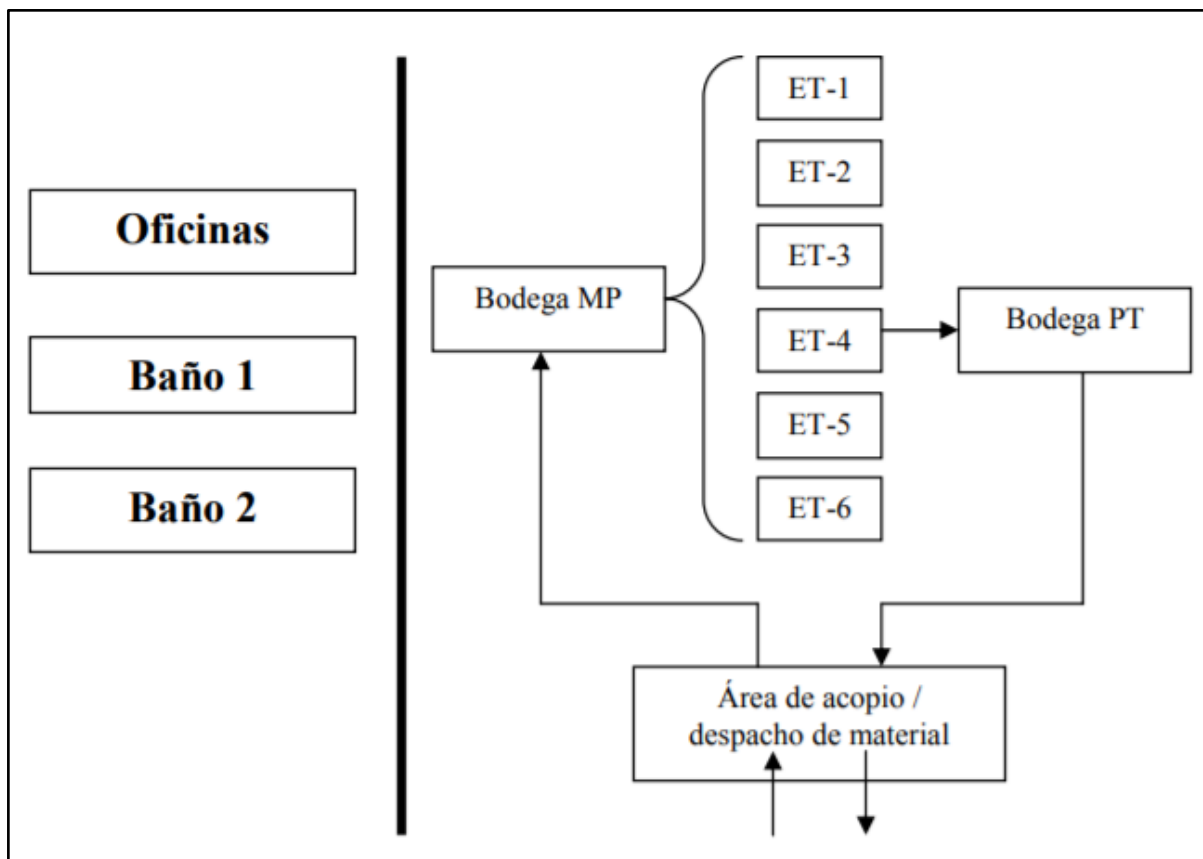 Oficinas
Baño 1
Baño 2
Bodega MP
ET-1
ET-2
ET-3
ET-4
ET-5
ET-6
Bodega PT
Área de acopio /
despacho de material